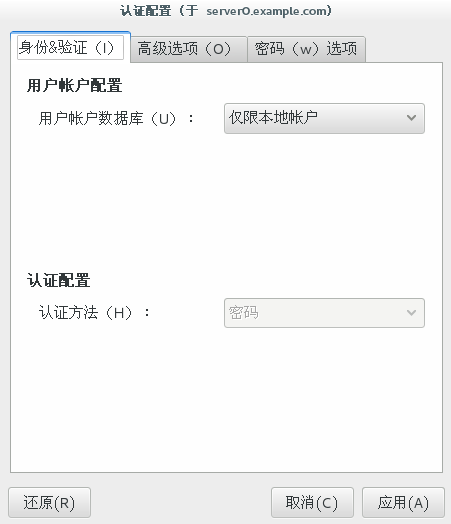 认证配置（于 server0.example.com）
身份&验证（I） 高级选项（O） 密码（w）选项
用户帐户配置
用户帐户数据库（U）： 仅限本地帐户
认证配置
认证方法（H）： 密码
还原(R) 取消(C) 应用(A)